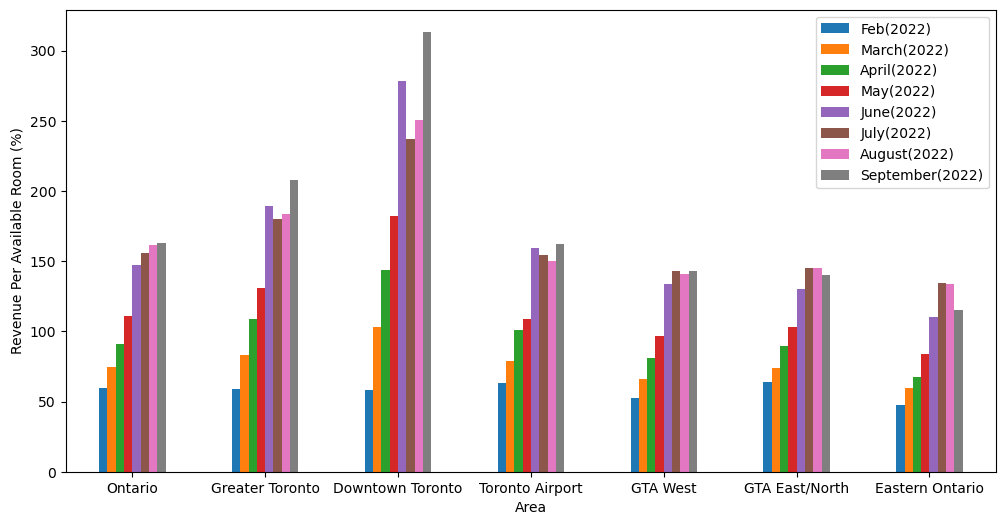 Feb(2022)
March(2022)
April(2022)
May(2022)
June(2022)
July(2022)
August(2022)
September(2022)
Revenue Per Available Room (%)
300
250
200
150
100
50
0
Ontario Greater Toronto Downtown Toronto Toronto Airport GTA West GTA East/North Eastern Ontario
Area